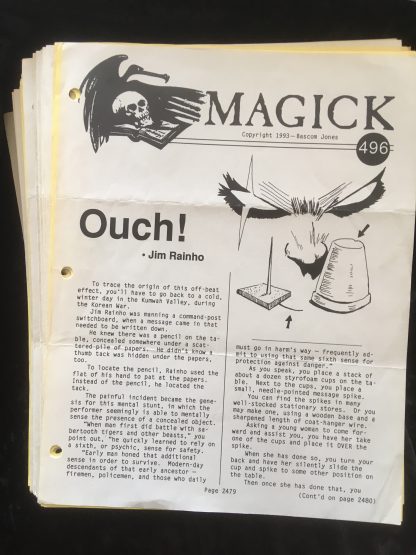 MAGICK
Copyright 1993—Bascom Jones
496
Ouch!
• Jim Rainho
To trace the origin of this off-beat
effect, you'll have to go back to a cold,
winter day in the Kumwah Valley, during
the Korean War.
Jim Rainho was manning a command-post
switchboard, when a message came in that
needed to be written down.
He knew there was a pencil on the ta-
ble, concealed somewhere under a scat-
tered pile of papers. He didn't know a
thumb tack was hidden under the papers,
too.
To locate the pencil, Rainho used the
flat of his hand to pat at the papers.
Instead of the pencil, he located the
tack.
The painful incident became the gene-
sis for this mental stunt, in which the
performer seemingly is able to mentally
sense the presence of a concealed object.
"When man first did battle with sa-
bertooth tigers and other beasts," you
point out, "he quickly learned to rely on
a sixth, or psychic, sense for safety.
"Early man honed that additional
sense in order to survive. Modern-day
descendants of that early ancestor —
firemen, policemen, and those who daily
must go in harm's way — frequently ad-
mit to using that same sixth sense for
protection against danger."
As you speak, you place a stack of
about a dozen styrofoam cups on the ta-
ble. Next to the cups, you place a
small, needle-pointed message spike.
You can find the spikes in many
well-stocked stationary stores. Or you
may make one, using a wooden base and a
sharpened length of coat-hanger wire.
Asking a young woman to come for-
ward and assist you, you have her take
one of the cups and place it OVER the
spike.
When she has done so, you turn your
back and have her silently slide the
cup and spike to some other position on
the table.
Then once she has done that, you
(Cont'd on page 2480)
Page 2479